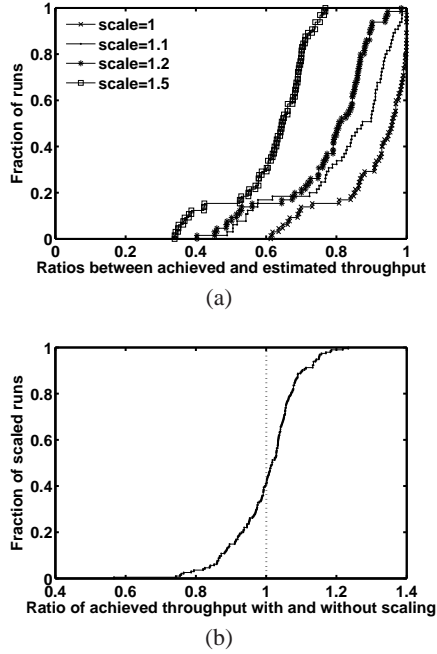 1
0.8
0.6
0.4
0.2
0
Fraction of runs
scale=1
scale=1.1
scale=1.2
scale=1.5
0 0.2 0.4 0.6 0.8 1
Ratios between achieved and estimated throughput
(a)
1
0.8
0.6
0.4
0.2
0
Fraction of scaled runs
0.4 0.6 0.8 1 1.2 1.4
Ratio of achieved throughput with and without scaling
(b)